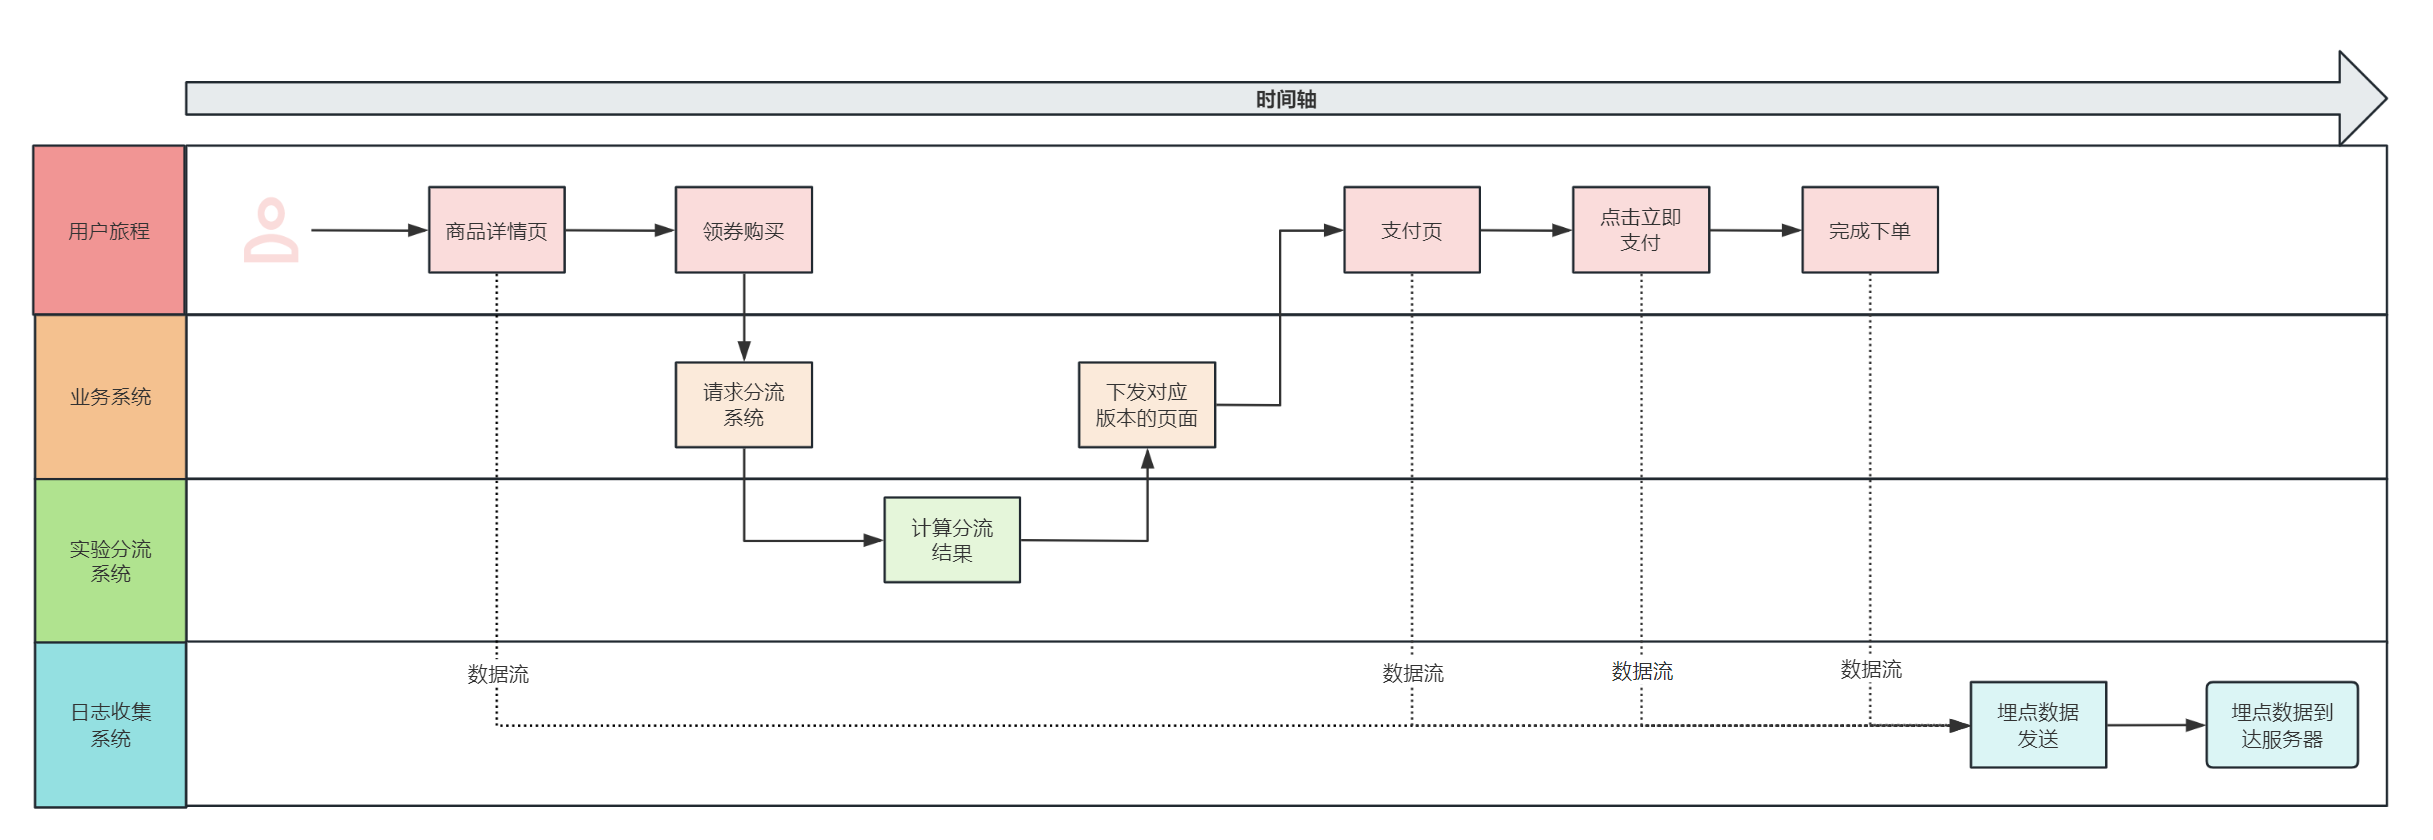 时间轴
用户旅程
商品详情页
领券购买
支付页
点击立即
支付
完成下单
业务系统
请求分流
系统
下发对应
版本的页面
实验分流
系统
计算分流
结果
日志收集
系统
数据流
数据流
数据流
数据流
埋点数据
发送
埋点数据到
达服务器